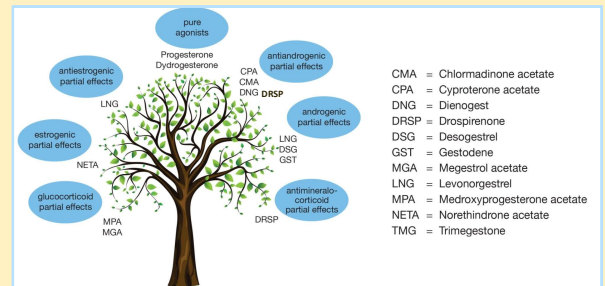 pure
agonists
Progesterone
Dydrogesterone
antiestrogenic
partial effects
LNG
estrogenic
partial effects
NETA
glucocorticoid
partial effects
MPA
MGA
antiandrogenic
partial effects
CPA
CMA
DNG DRSP
androgenic
partial effects
LNG
DSG
GST
antimineralo-
corticoid
partial effects
DRSP
CMA = Chlormadinone acetate
CPA = Cyproterone acetate
DNG = Dienogest
DRSP = Drospirenone
DSG = Desogestrel
GST = Gestodene
MGA = Megestrol acetate
LNG = Levonorgestrel
MPA = Medroxyprogesterone acetate
NETA = Norethindrone acetate
TMG = Trimegestone